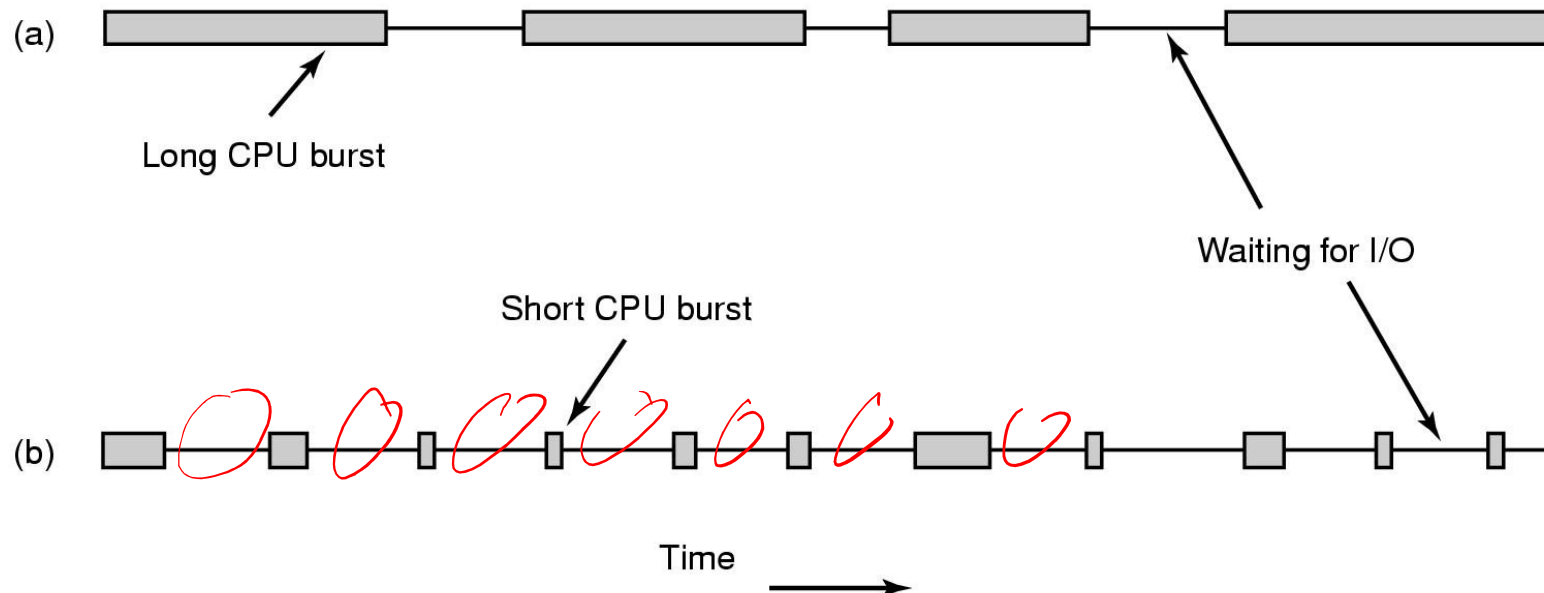 (a)
Long CPU burst
Waiting for I/O
Short CPU burst
(b)
Time